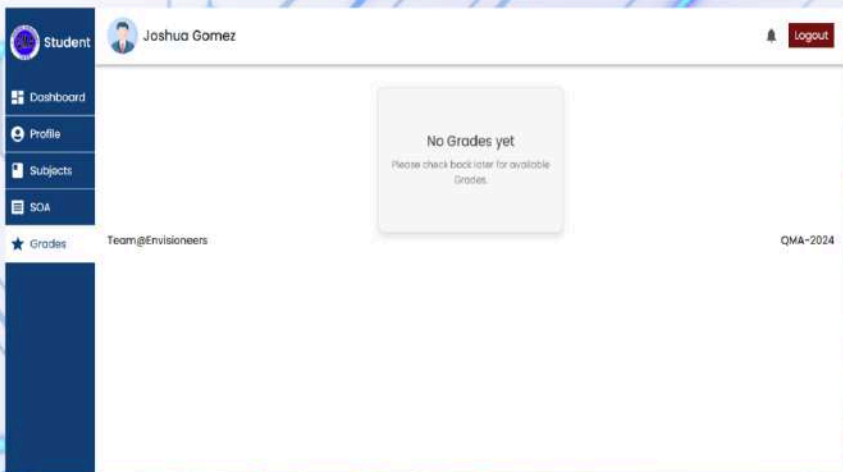 Student
Joshua Gomez
Logout
Dashboard
Profile
Subjects
SOA
Grades
No Grades yet
Please check back later for available
Grades.
Team@Envisioneers
QMA-2024